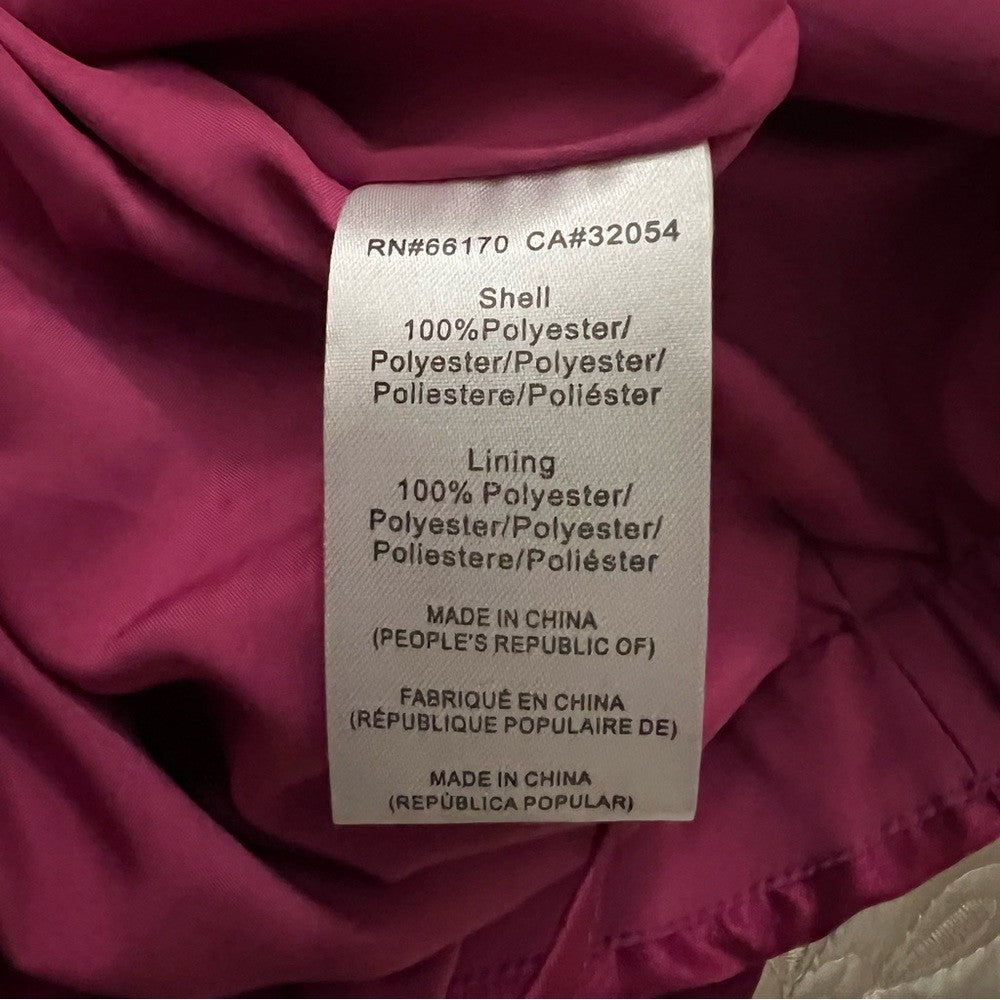 RN#66170 CA#32054
Shell
100%Polyester/
Polyester/Polyester/
Poliestere/Poliéster
Lining
100% Polyester/
Polyester/Polyester/
Poliestere/Poliéster
MADE IN CHINA
(PEOPLE'S REPUBLIC OF)
FABRIQUÉ EN CHINA
(RÉPUBLIQUE POPULAIRE DE)
MADE IN CHINA
(REPÚBLICA POPULAR)